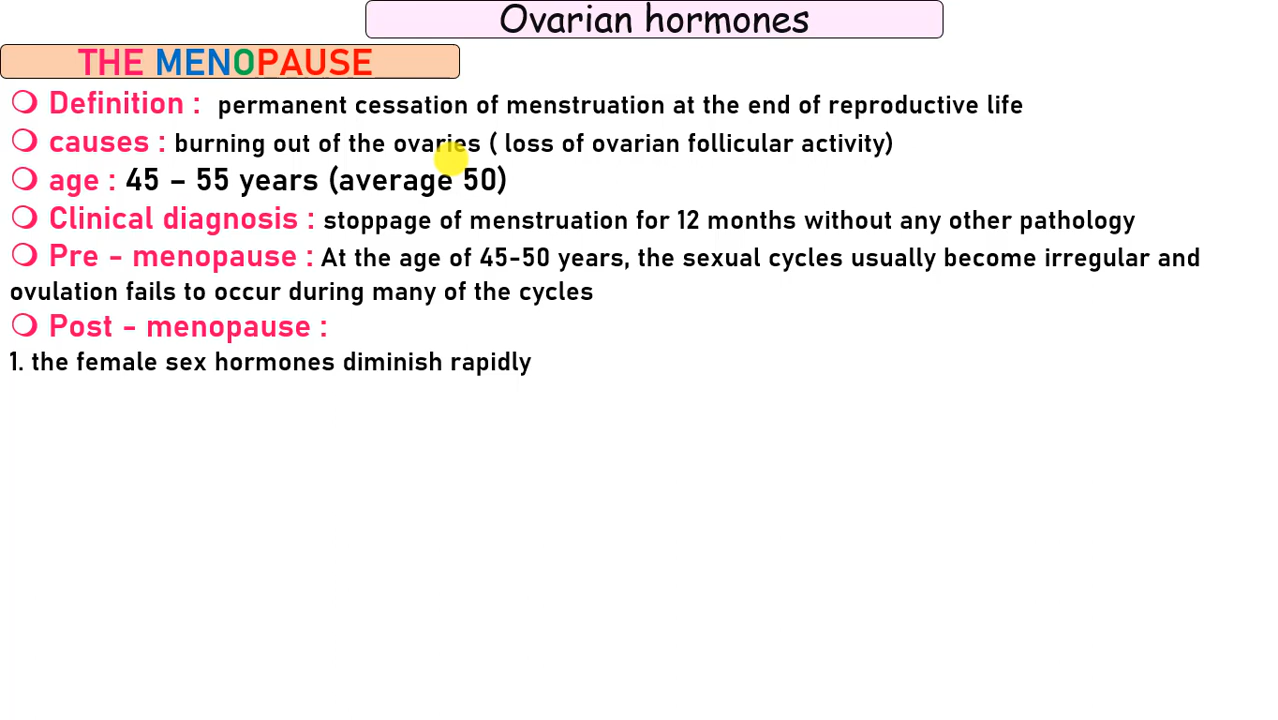 Ovarian hormones
THE MENOPAUSE
❍ Definition : permanent cessation of menstruation at the end of reproductive life
❍ causes : burning out of the ovaries ( loss of ovarian follicular activity)
❍ age : 45 – 55 years (average 50)
❍ Clinical diagnosis : stoppage of menstruation for 12 months without any other pathology
❍ Pre - menopause : At the age of 45-50 years, the sexual cycles usually become irregular and
ovulation fails to occur during many of the cycles
❍ Post - menopause :
1. the female sex hormones diminish rapidly